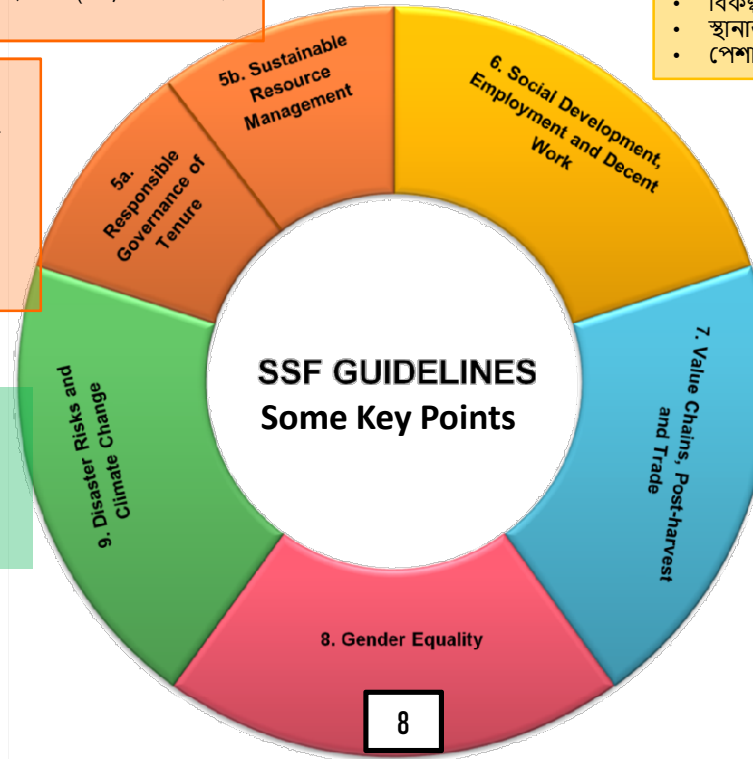 স্থানা
পেশা
5b. Sustainable
Resource
Management
6. Social Development,
Employment and Decent
Work
5a.
Responsible
Governance of
Tenure
SSF GUIDELINES
Some Key Points
7. Value Chains, Post-harvest
and Trade
9. Disaster Risks and
Climate Change
8. Gender Equality
8